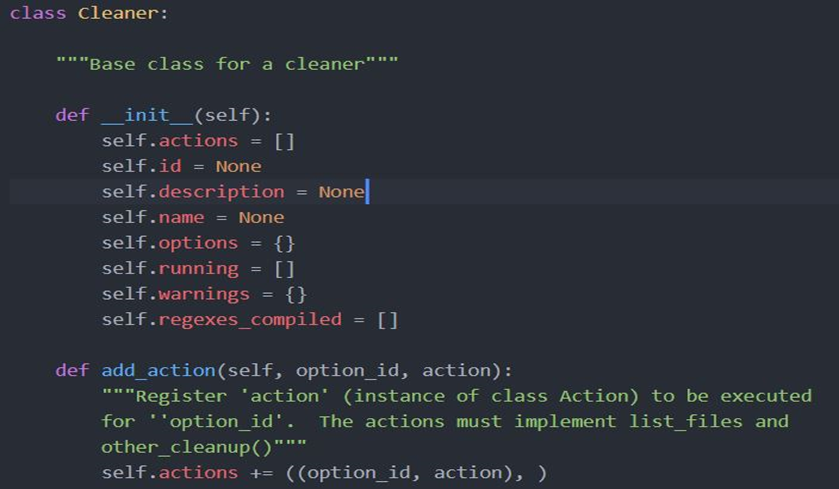 class Cleaner:
"""Base class for a cleaner"""
def __init__(self):
self.actions = []
self.id = None
self.description = None
self.name = None
self.options = {}
self.running = []
self.warnings = {}
self.regexes_compiled = []
def add_action(self, option_id, action):
"""Register 'action' (instance of class Action) to be executed
for ''option_id'.  The actions must implement list_files and
other_cleanup()"""
self.actions += ((option_id, action), )